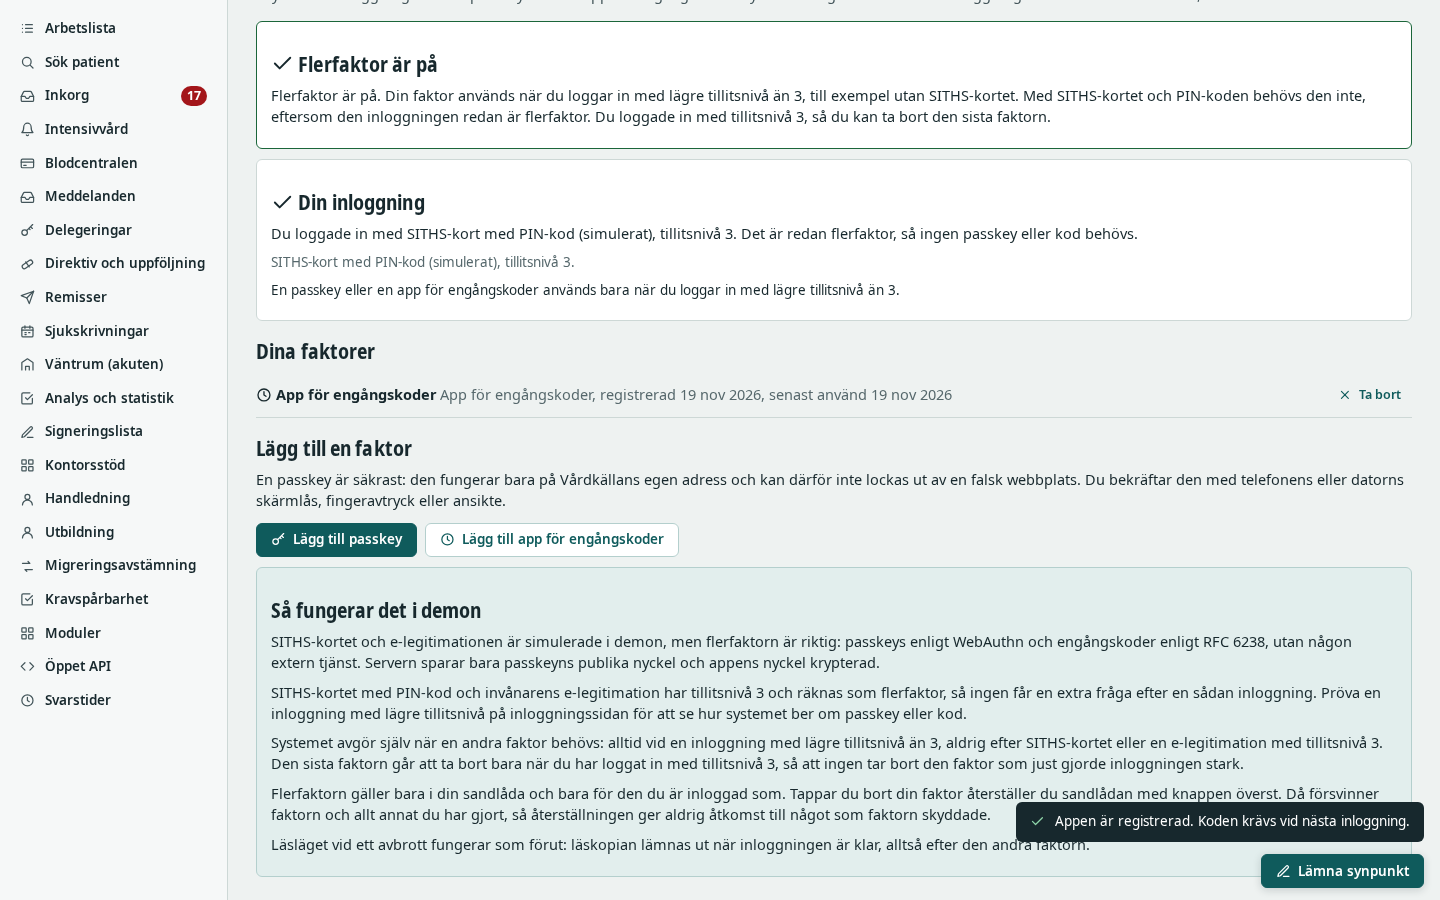 Arbetslista
Sök patient
Inkorg 17
Intensivvård
Blodcentralen
Meddelanden
Delegeringar
Direktiv och uppföljning
Remisser
Sjukskrivningar
Väntrum (akuten)
Analys och statistik
Signeringslista
Kontorsstöd
Handledning
Utbildning
Migreringsavstämning
Kravspårbarhet
Moduler
Öppet API
Svarstider
Flerfaktor är på
Flerfaktor är på. Din faktor används när du loggar in med lägre tillitsnivå än 3, till exempel utan SITHS-kortet. Med SITHS-kortet och PIN-koden behövs den inte,
eftersom den inloggningen redan är flerfaktor. Du loggade in med tillitsnivå 3, så du kan ta bort den sista faktorn.
Din inloggning
Du loggade in med SITHS-kort med PIN-kod (simulerat), tillitsnivå 3. Det är redan flerfaktor, så ingen passkey eller kod behövs.
SITHS-kort med PIN-kod (simulerat), tillitsnivå 3.
En passkey eller en app för engångskoder används bara när du loggar in med lägre tillitsnivå än 3.
Dina faktorer
App för engångskoder App för engångskoder, registrerad 19 nov 2026, senast använd 19 nov 2026
Ta bort
Lägg till en faktor
En passkey är säkrast: den fungerar bara på Vårdkällans egen adress och kan därför inte lockas ut av en falsk webbplats. Du bekräftar den med telefonens eller datorns
skärmlås, fingeravtryck eller ansikte.
Lägg till passkey
Lägg till app för engångskoder
Så fungerar det i demon
SITHS-kortet och e-legitimationen är simulerade i demon, men flerfaktorn är riktig: passkeys enligt WebAuthn och engångskoder enligt RFC 6238, utan någon
extern tjänst. Servern sparar bara passkeyns publika nyckel och appens nyckel krypterad.
SITHS-kortet med PIN-kod och invånarens e-legitimation har tillitsnivå 3 och räknas som flerfaktor, så ingen får en extra fråga efter en sådan inloggning. Pröva en
inloggning med lägre tillitsnivå på inloggningssidan för att se hur systemet ber om passkey eller kod.
Systemet avgör själv när en andra faktor behövs: alltid vid en inloggning med lägre tillitsnivå än 3, aldrig efter SITHS-kortet eller en e-legitimation med tillitsnivå 3.
Den sista faktorn går att ta bort bara när du har loggat in med tillitsnivå 3, så att ingen tar bort den faktor som just gjorde inloggningen stark.
Flerfaktorn gäller bara i din sandlåda och bara för den du är inloggad som. Tappar du bort din faktor återställer du sandlådan med knappen överst. Då försvinner
faktorn och allt annat du har gjort, så återställningen ger aldrig åtkomst till något som faktorn skyddade.
Läsläget vid ett avbrott fungerar som förut: läskopian lämnas ut när inloggningen är klar, alltså efter den andra faktorn.
Appen är registrerad. Koden krävs vid nästa inloggning.
Lämna synpunkt